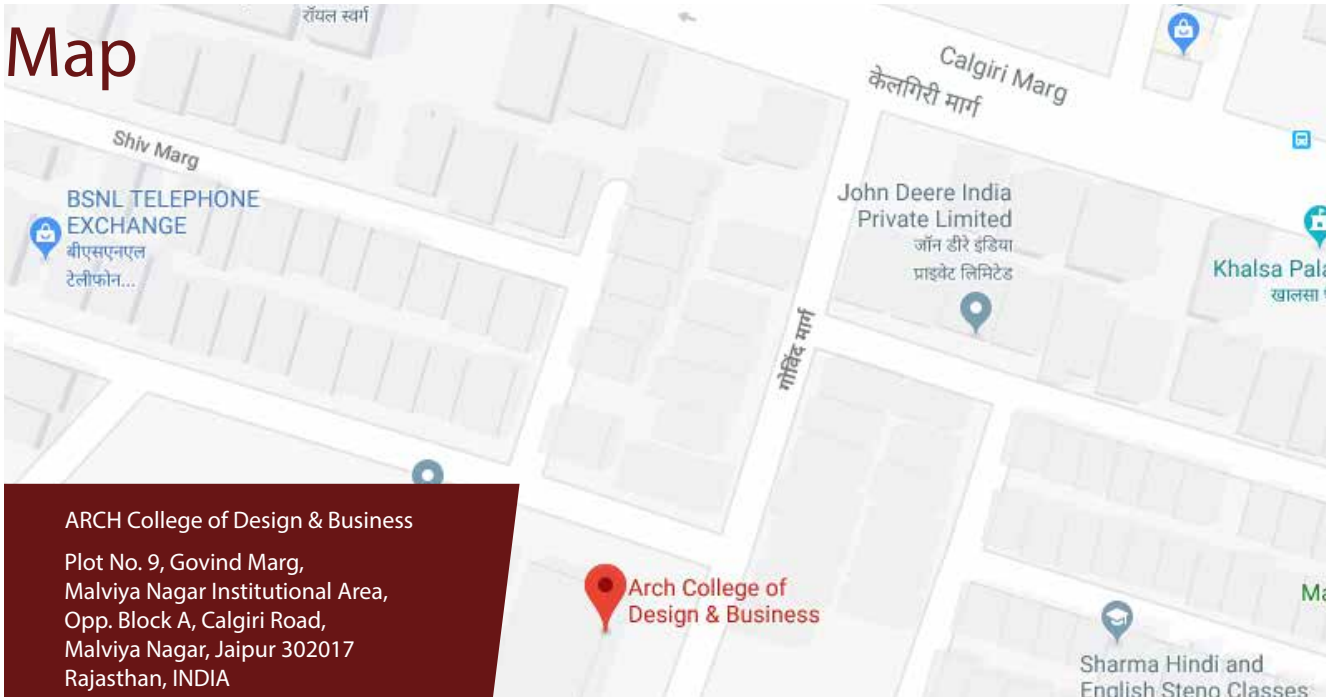 रॉयल स्वर्ग
Map
Calgiri Marg
केलगिरी मार्ग
Shiv Marg
BSNL TELEPHONE
EXCHANGE
बीएसएनएल
टेलीफोन...
John Deere India
Private Limited
जॉन डीरे इंडिया
प्राइवेट लिमिटेड
Khalsa Pala
खालसा
गोविंद मार्ग
ARCH College of Design & Business
Plot No. 9, Govind Marg,
Malviya Nagar Institutional Area,
Opp. Block A, Calgiri Road,
Malviya Nagar, Jaipur 302017
Rajasthan, INDIA
Arch College of
Design & Business
Ma
Sharma Hindi and
English Steno Classes